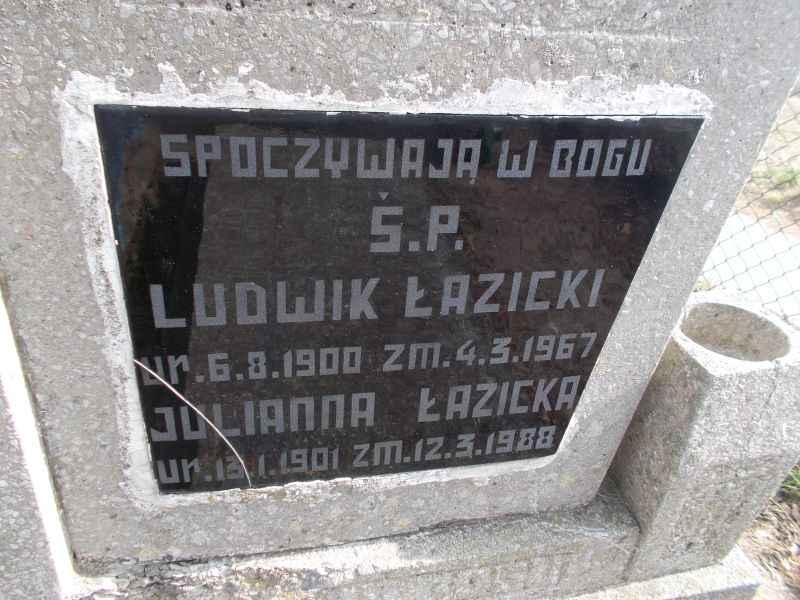 SPOCZYWAJĄ W BOGU
Ś.P.
LUDWIK ŁAZICKI
ur.6.8.1900 zm.4.3.1967
JULIANNA ŁAZICKA
ur.13.1.1901 zm.12.3.1988